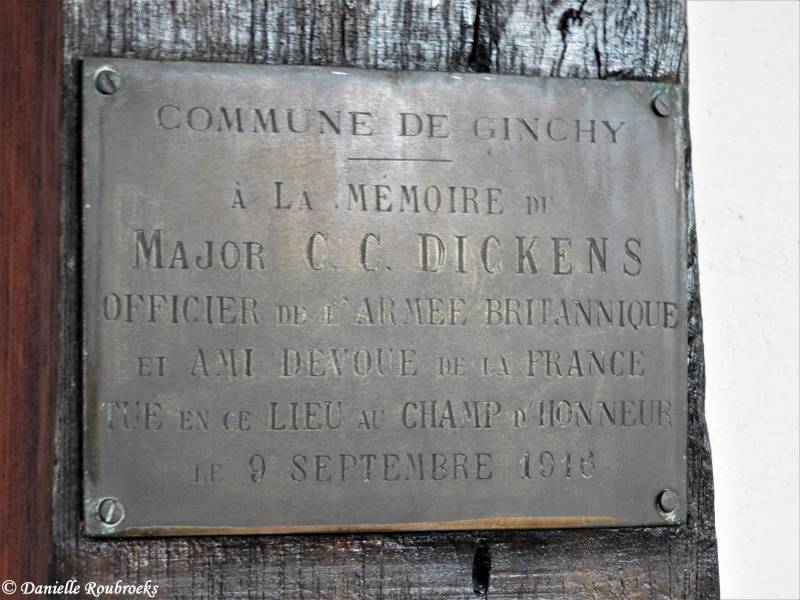 COMMUNE DE GINCHY
À LA MÉMOIRE DU
MAJOR C. C. DICKENS
OFFICIER DE L'ARMÉE BRITANNIQUE
ET AMI DÉVOUÉ DE LA FRANCE
TUÉ EN CE LIEU AU CHAMP D'HONNEUR
LE 9 SEPTEMBRE 1916
© Danielle Roubroeks